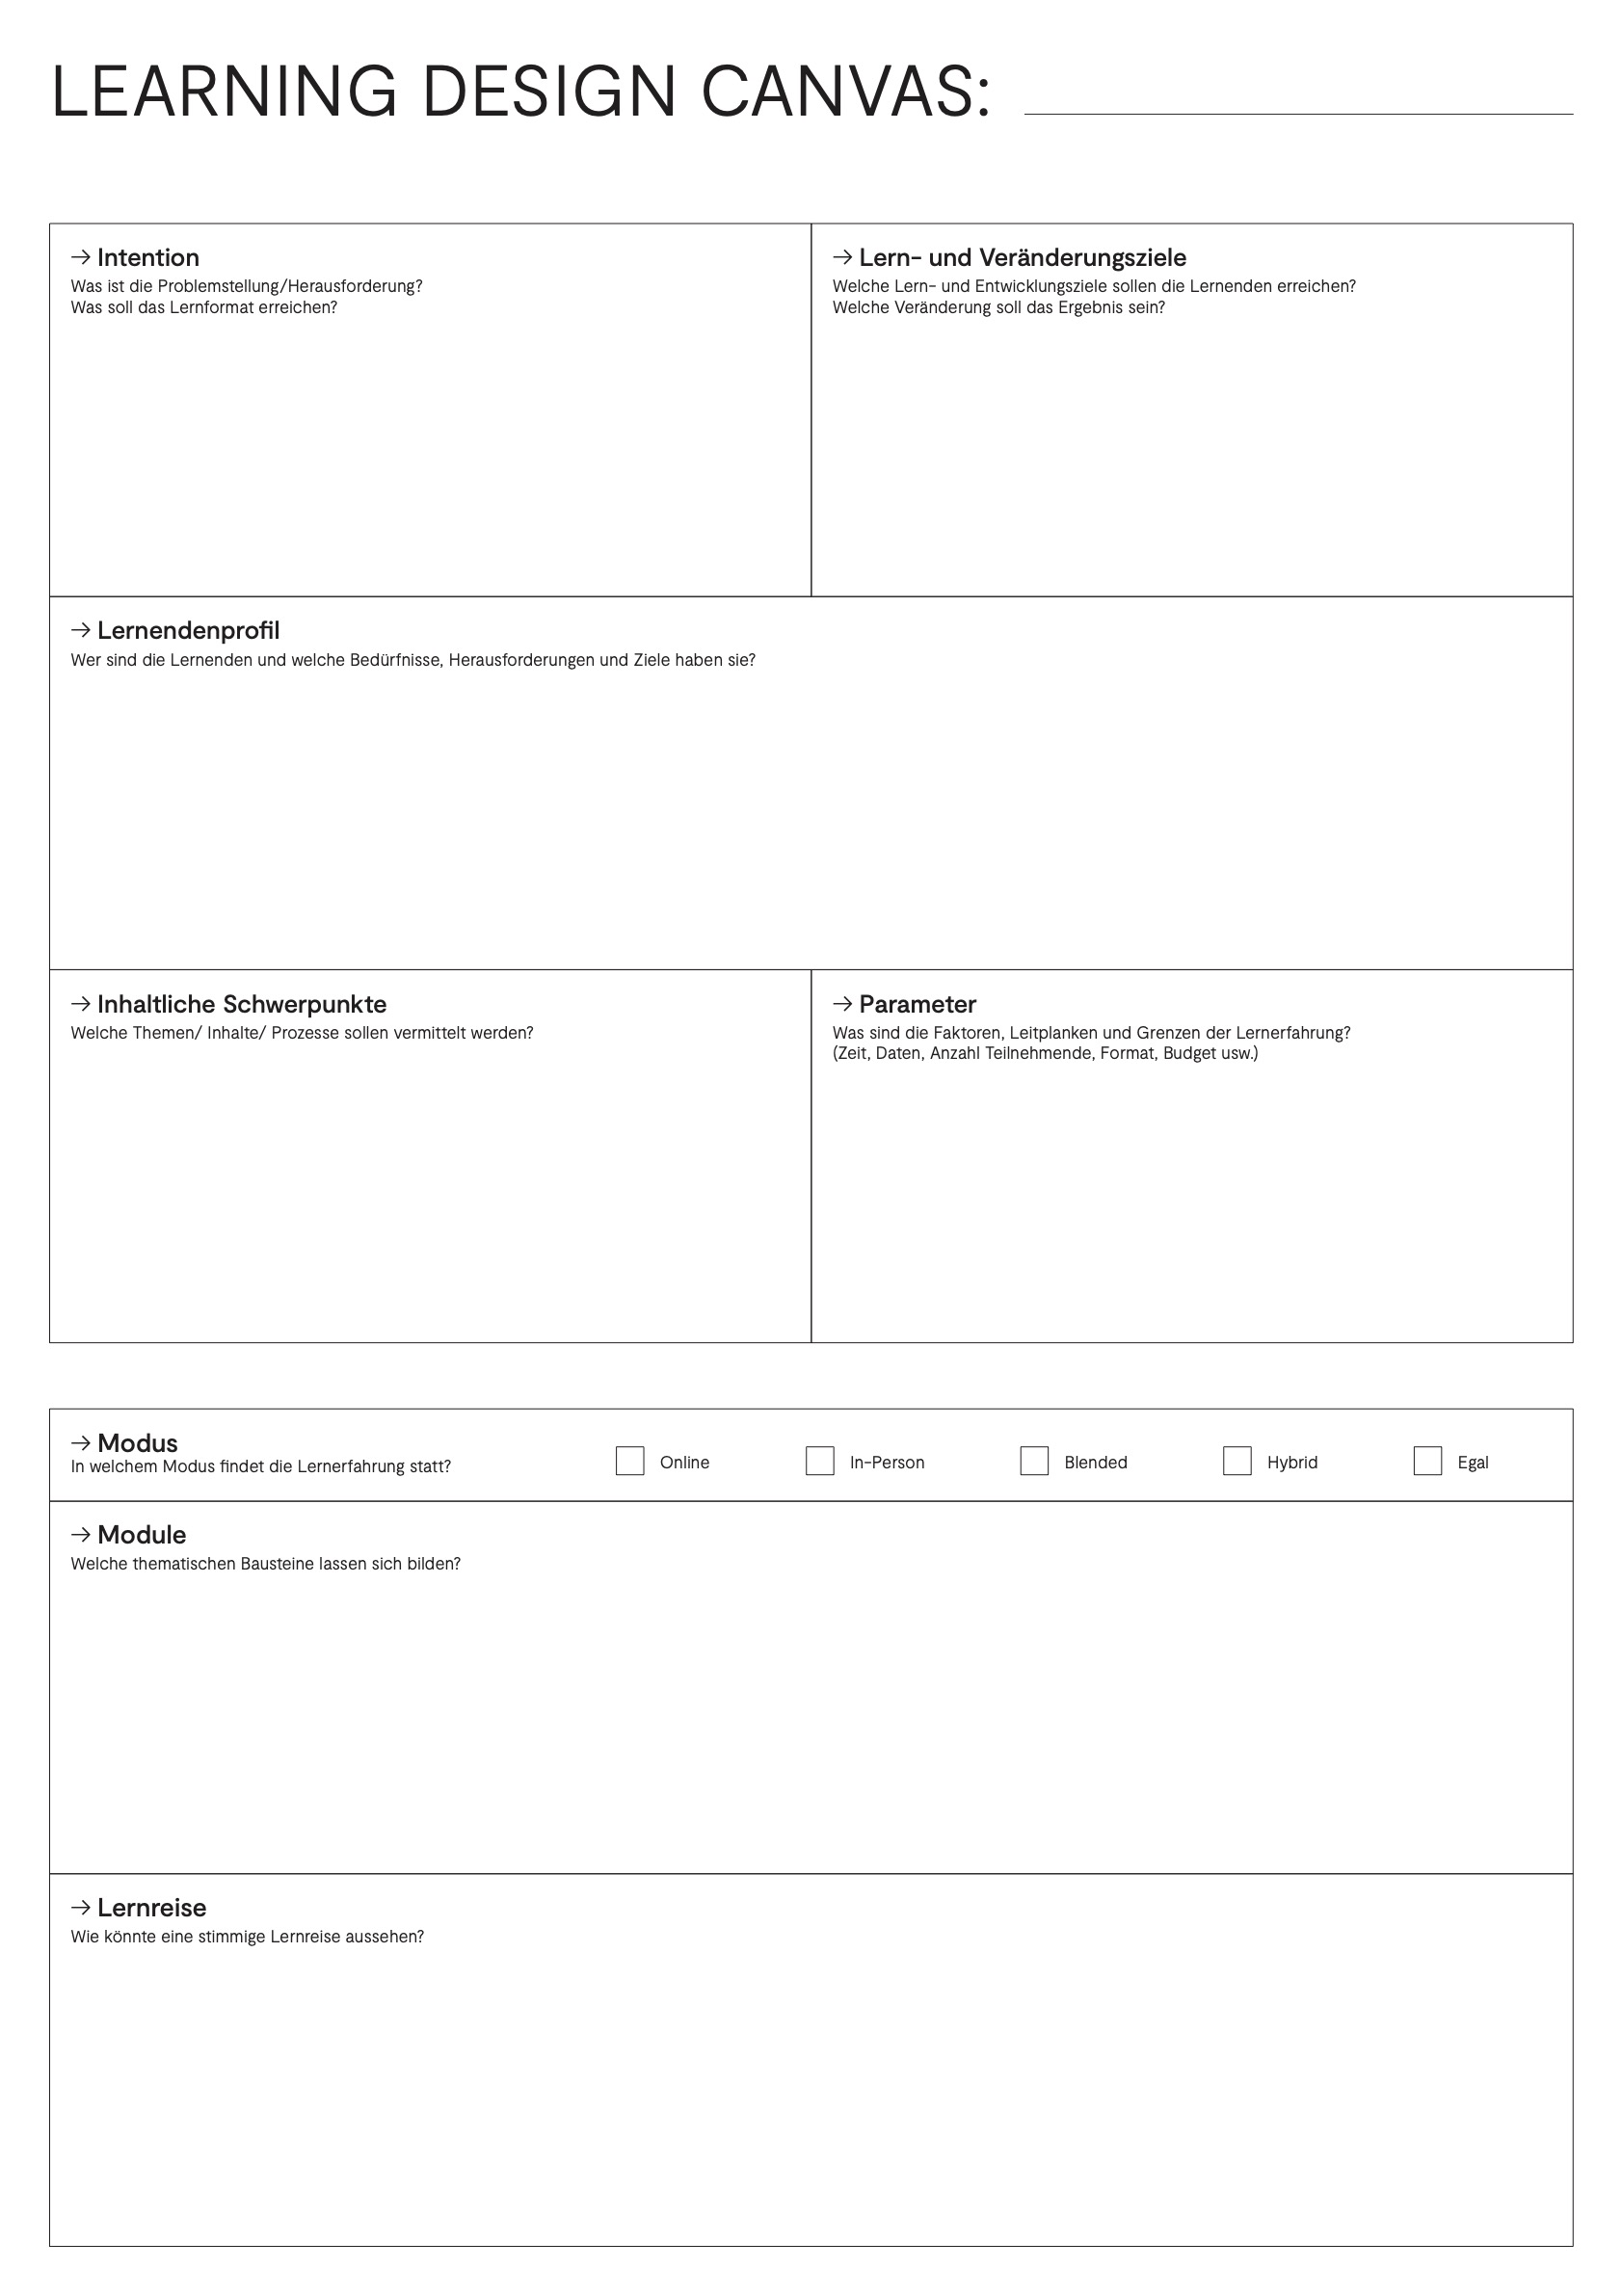 LEARNING DESIGN CANVAS:
→ Intention
Was ist die Problemstellung/Herausforderung?
Was soll das Lernformat erreichen?
→ Lern- und Veränderungsziele
Welche Lern- und Entwicklungsziele sollen die Lernenden erreichen?
Welche Veränderung soll das Ergebnis sein?
→ Lernendenprofil
Wer sind die Lernenden und welche Bedürfnisse, Herausforderungen und Ziele haben sie?
→ Inhaltliche Schwerpunkte
Welche Themen/ Inhalte/ Prozesse sollen vermittelt werden?
→ Parameter
Was sind die Faktoren, Leitplanken und Grenzen der Lernerfahrung?
(Zeit, Daten, Anzahl Teilnehmende, Format, Budget usw.)
→ Modus
In welchem Modus findet die Lernerfahrung statt?
Online
In-Person
Blended
Hybrid
Egal
→ Module
Welche thematischen Bausteine lassen sich bilden?
→ Lernreise
Wie könnte eine stimmige Lernreise aussehen?